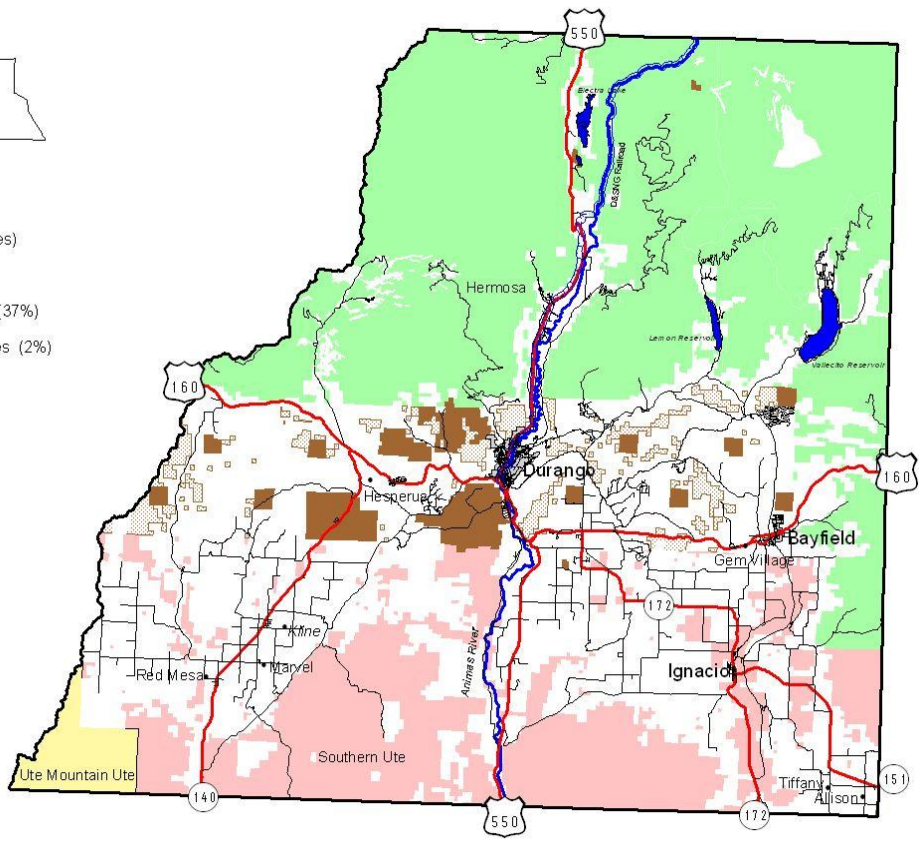 550
Electra Lake
D&SNG Railroad
es)
Hermosa
(37%)
es (2%)
Lemon Reservoir
Vallecito Reservoir
160
Durango
160
Hesperus
Bayfield
Gem Village
172
Kline
Animas River
Marvel
Red Mesa
Ignacio
Southern Ute
Ute Mountain Ute
Tiffany
151
140
Allison
550
172